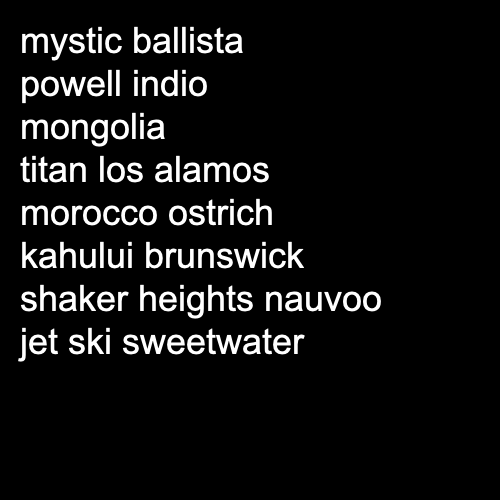 mystic ballista
powell indio
mongolia
titan los alamos
morocco ostrich
kahului brunswick
shaker heights nauvoo
jet ski sweetwater